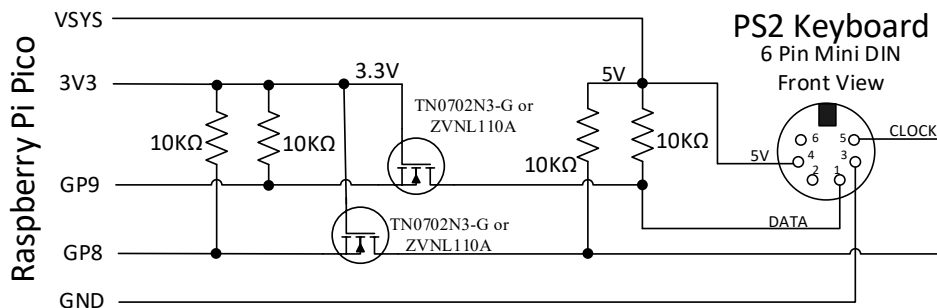 Raspberry Pi Pico
VSYS
3V3
GP9
GP8
GND
10KΩ
10KΩ
3.3V
TN0702N3-G or
ZVNL110A
TN0702N3-G or
ZVNL110A
5V
10KΩ
10KΩ
PS2 Keyboard
6 Pin Mini DIN
Front View
6
5
4
3
2
1
CLOCK
5V
DATA